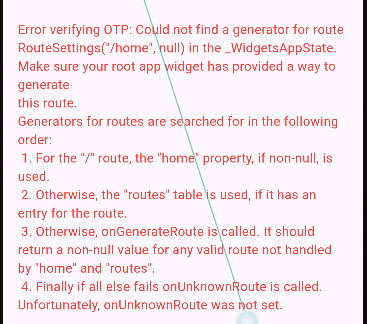 Error verifying OTP: Could not find a generator for route
RouteSettings("/home", null) in the _WidgetsAppState.
Make sure your root app widget has provided a way to
generate
this route.
Generators for routes are searched for in the following
order:
1. For the "/" route, the "home" property, if non-null, is
used.
2. Otherwise, the "routes" table is used, if it has an
entry for the route.
3. Otherwise, onGenerateRoute is called. It should
return a non-null value for any valid route not handled
by "home" and "routes".
4. Finally if all else fails onUnknownRoute is called.
Unfortunately, onUnknownRoute was not set.